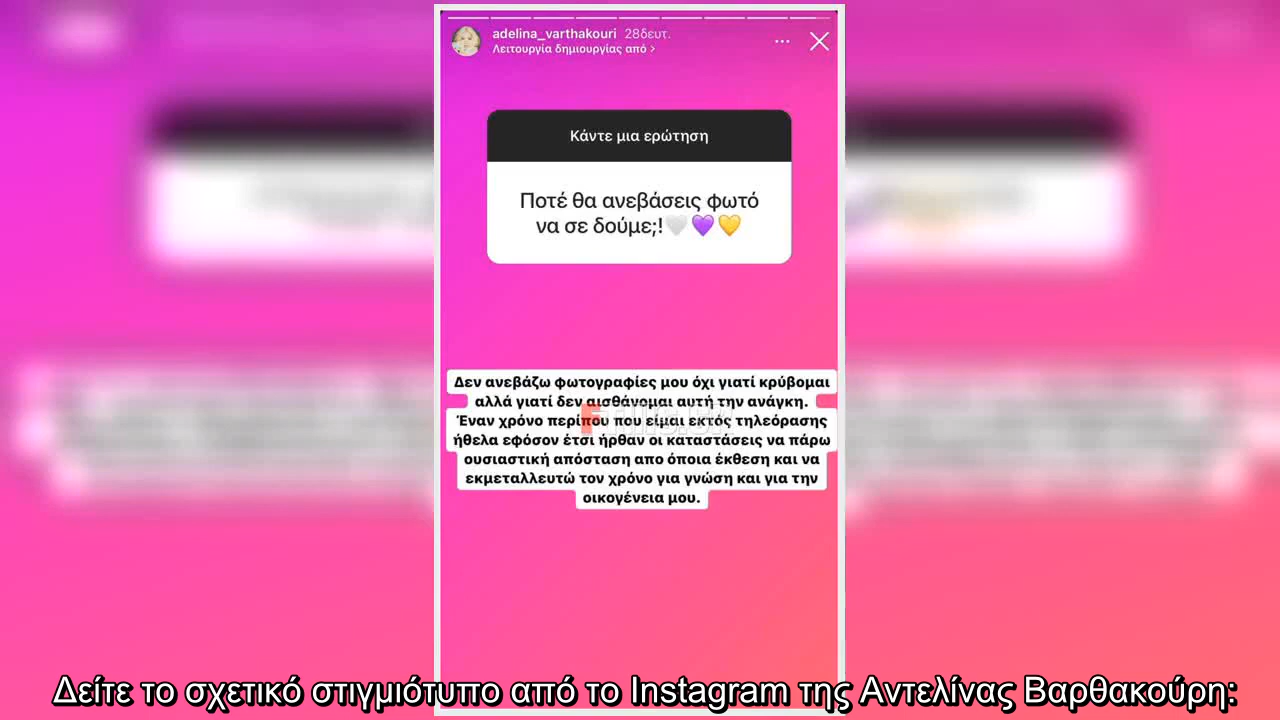 adelina_varthakouri 28δευτ.
Λειτουργία δημιουργίας από >
Κάντε μια ερώτηση
Ποτέ θα ανεβάσεις φωτό
να σε δούμε;!🤍💜💛
Δεν ανεβάζω φωτογραφίες μου όχι γιατί κρύβομαι
αλλά γιατί δεν αισθάνομαι αυτή την ανάγκη.
Έναν χρόνο περίπου που είμαι εκτός τηλεόρασης
ήθελα εφόσον έτσι ήρθαν οι καταστάσεις να πάρω
ουσιαστική απόσταση απο όποια έκθεση και να
εκμεταλλευτώ τον χρόνο για γνώση και για την
οικογένεια μου.
Δείτε το σχετικό στιγμιότυπο από το Instagram της Αντελίνας Βαρθακούρη: